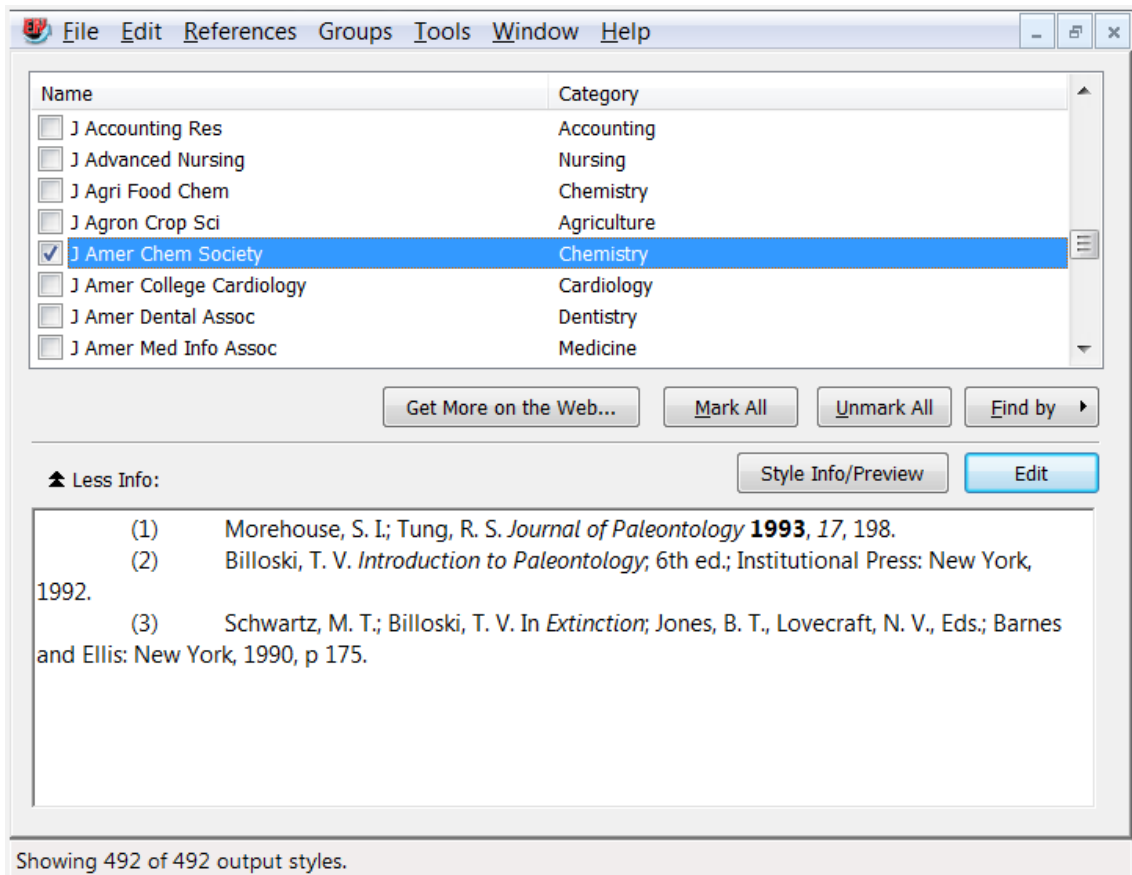 File Edit References Groups Tools Window Help
Name Category
J Accounting Res Accounting
J Advanced Nursing Nursing
J Agri Food Chem Chemistry
J Agron Crop Sci Agriculture
J Amer Chem Society Chemistry
J Amer College Cardiology Cardiology
J Amer Dental Assoc Dentistry
J Amer Med Info Assoc Medicine
Get More on the Web... Mark All Unmark All Find by
Less Info: Style Info/Preview Edit
(1) Morehouse, S. I.; Tung, R. S. Journal of Paleontology 1993, 17, 198.
(2) Billoski, T. V. Introduction to Paleontology; 6th ed.; Institutional Press: New York,
1992.
(3) Schwartz, M. T.; Billoski, T. V. In Extinction; Jones, B. T., Lovecraft, N. V., Eds.; Barnes
and Ellis: New York, 1990, p 175.
Showing 492 of 492 output styles.